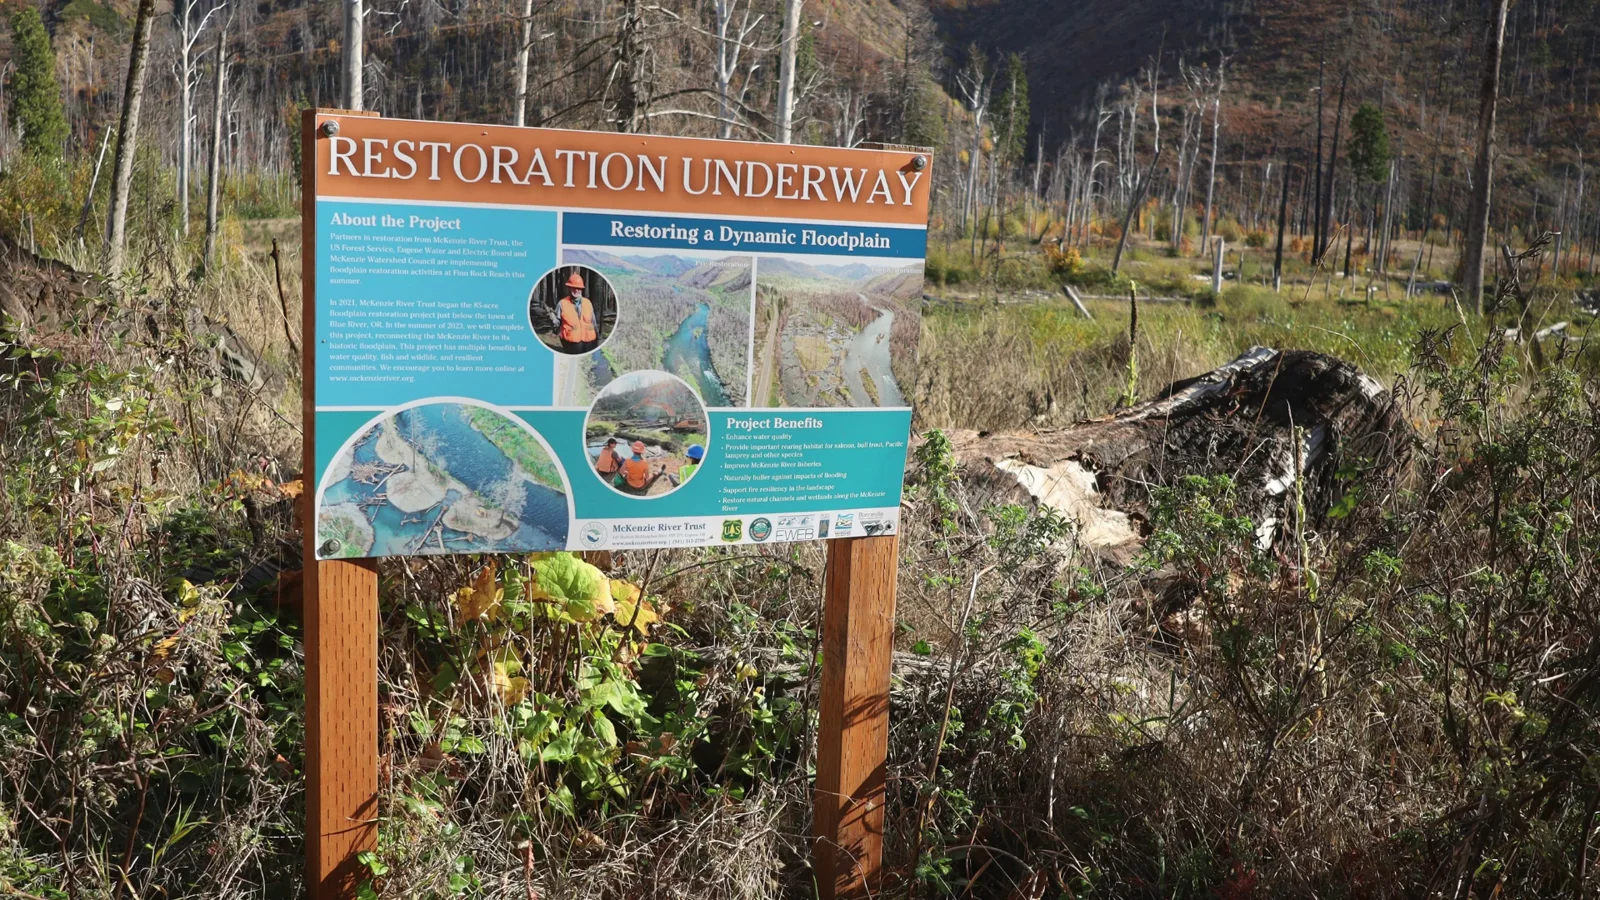 RESTORATION UNDERWAY
About the Project
Partners in restoration from McKenzie River Trust, the
US Forest Service, Eugene Water and Electric Board and
McKenzie Watershed Council are implementing
floodplain restoration activities at Finn Rock Reach this
summer.
In 2021, McKenzie River Trust began the 85-acre
floodplain restoration project just below the town of
Blue River, OR. In the summer of 2023, we will complete
this project, reconnecting the McKenzie River to its
historic floodplain. This project has multiple benefits for
water quality, fish and wildlife, and resilient
communities. We encourage you to learn more online at
www.mckenzieriver.org.
Restoring a Dynamic Floodplain
Pre-Restoration
Project Benefits
• Enhance water quality
• Provide important rearing habitat for salmon, bull trout, Pacific
lamprey and other species
• Improve McKenzie River fisheries
• Naturally buffer against impacts of flooding
• Support fire resiliency in the landscape
• Restore natural channels and wetlands along the McKenzie
River
McKenzie River Trust
www.mckenzieriver.org
UAS
EWEB